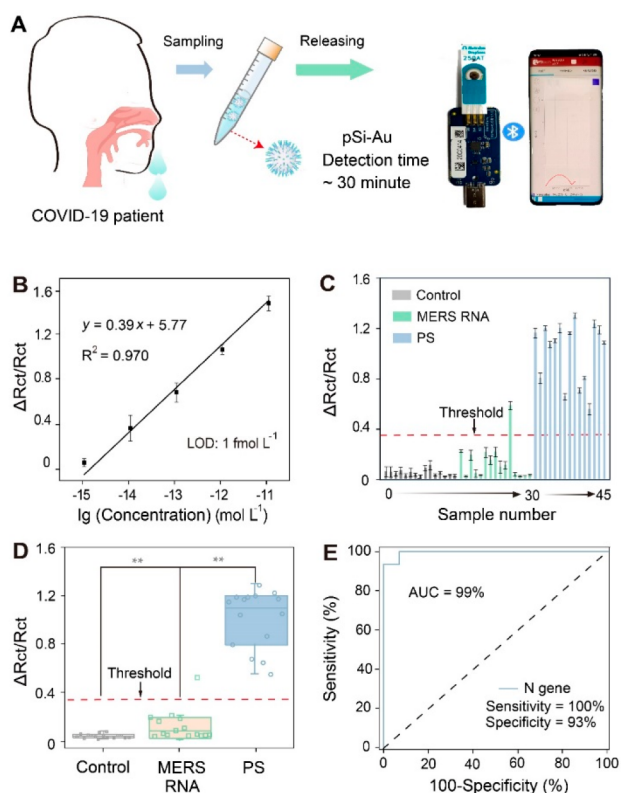 A
Sampling
Releasing
COVID-19 patient
pSi-Au
Detection time
~ 30 minute
B
ΔRct/Rct
1.6
1.2
0.8
0.4
0
y = 0.39 x + 5.77
R² = 0.970
LOD: 1 fmol L⁻¹
-15 -14 -13 -12 -11
lg (Concentration) (mol L⁻¹)
C
ΔRct/Rct
1.6
1.2
0.8
0.4
0
Control
MERS RNA
PS
Threshold
0 30 45
Sample number
D
ΔRct/Rct
1.6
1.2
0.8
0.4
0
** **
Threshold
Control MERS PS
RNA
E
Sensitivity (%)
100
80
60
40
20
0
AUC = 99%
N gene
Sensitivity = 100%
Specificity = 93%
0 20 40 60 80 100
100-Specificity (%)